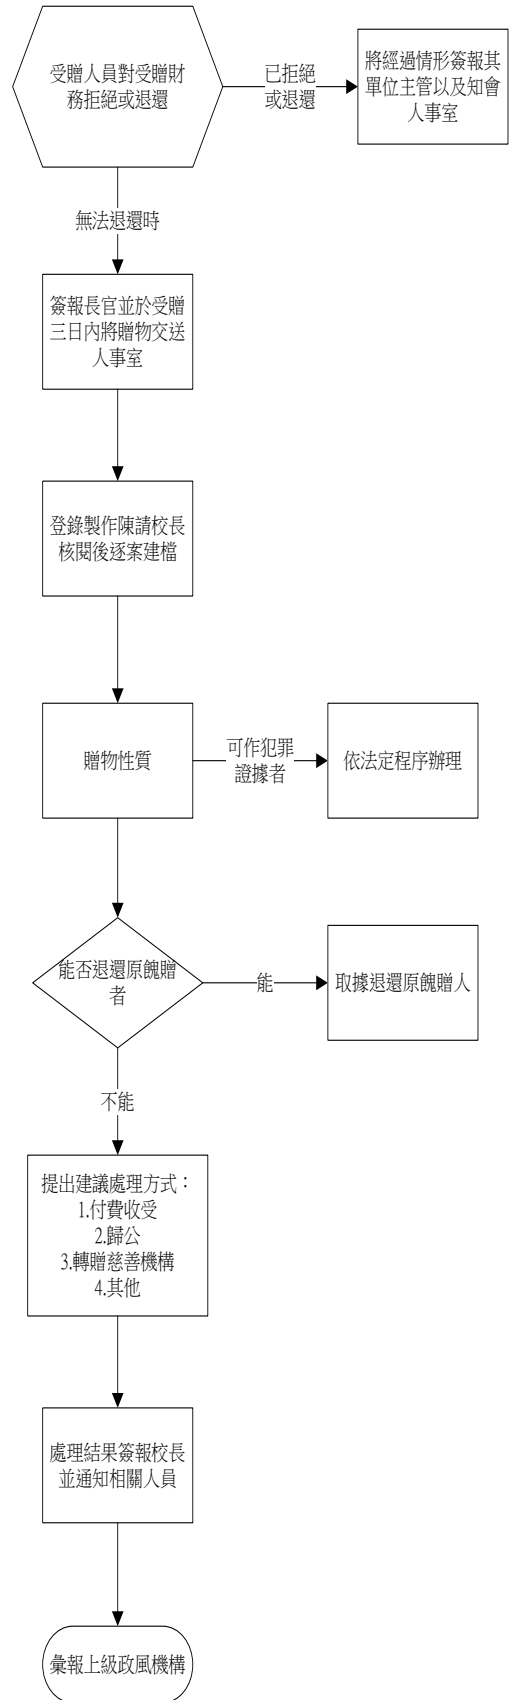 受贈人員對受贈財
務拒絕或退還
已拒絕
或退還
將經過情形簽報其
單位主管以及知會
人事室
無法退還時
簽報長官並於受贈
三日內將贈物交送
人事室
登錄製作陳請校長
核閱後逐案建檔
贈物性質
可作犯罪
證據者
依法定程序辦理
能否退還原餽贈
者
能
取據退還原餽贈人
不能
提出建議處理方式：
1.付費收受
2.歸公
3.轉贈慈善機構
4.其他
處理結果簽報校長
並通知相關人員
彙報上級政風機構